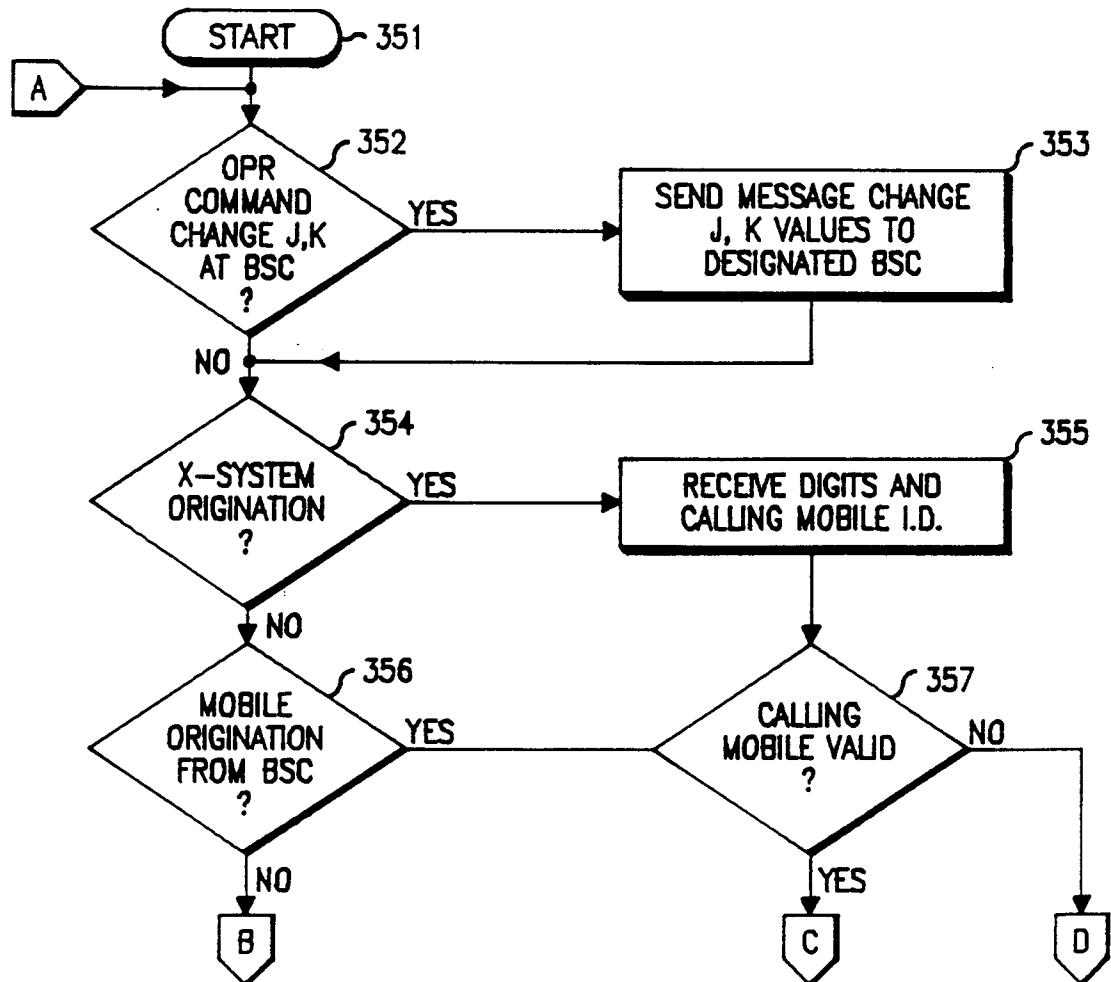 START
351
A
352
OPR
COMMAND
CHANGE J,K
AT BSC
?
YES
353
SEND MESSAGE CHANGE
J, K VALUES TO
DESIGNATED BSC
NO
354
X-SYSTEM
ORIGINATION
?
YES
355
RECEIVE DIGITS AND
CALLING MOBILE I.D.
NO
356
MOBILE
ORIGINATION
FROM BSC
?
YES
357
CALLING
MOBILE VALID
?
NO
NO
YES
B
C
D